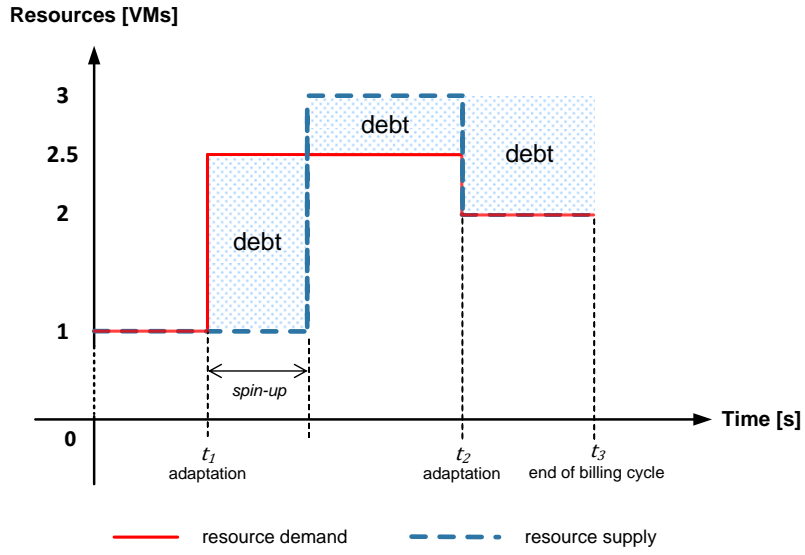 Resources [VMs]
3
debt
2.5
debt
2
debt
1
spin-up
Time [s]
0
t1
t2
t3
adaptation
adaptation
end of billing cycle
resource demand
resource supply